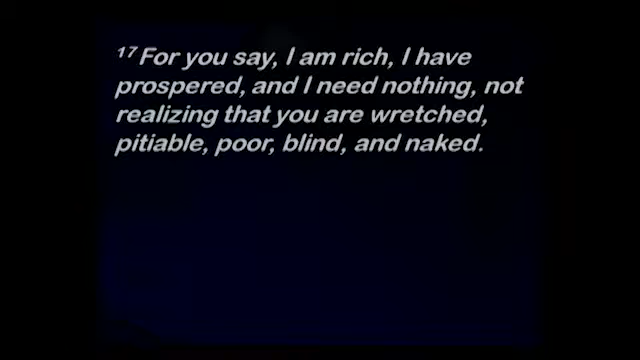 17 For you say, I am rich, I have
prospered, and I need nothing, not
realizing that you are wretched,
pitiable, poor, blind, and naked.